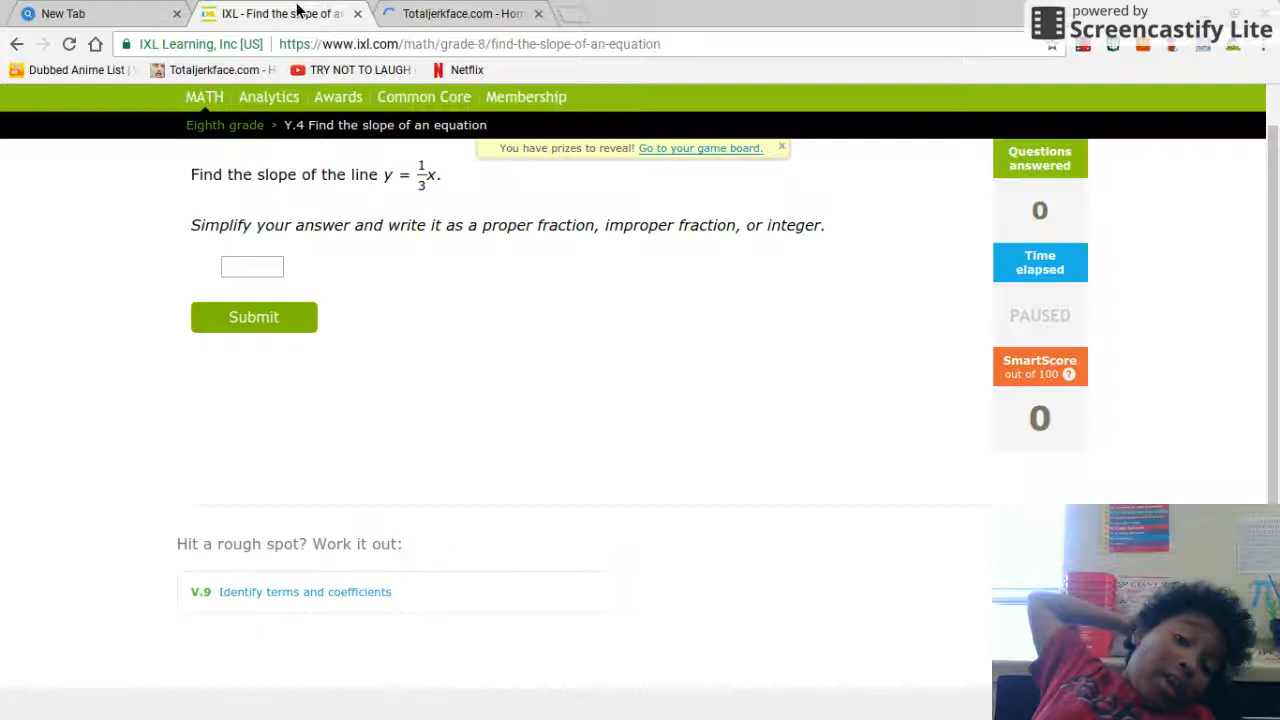 New Tab
IXL - Find the slope of an
Totaljerkface.com - Hom
powered by
Screencastify Lite
IXL Learning, Inc [US]
https://www.ixl.com/math/grade-8/find-the-slope-of-an-equation
Dubbed Anime List |
Totaljerkface.com - H
TRY NOT TO LAUGH
Netflix
MATH
Analytics
Awards
Common Core
Membership
Eighth grade > Y.4 Find the slope of an equation
You have prizes to reveal! Go to your game board. x
Find the slope of the line y = 1/3 x.
Simplify your answer and write it as a proper fraction, improper fraction, or integer.
Submit
Questions
answered
0
Time
elapsed
PAUSED
SmartScore
out of 100 ?
0
Hit a rough spot? Work it out:
V.9 Identify terms and coefficients